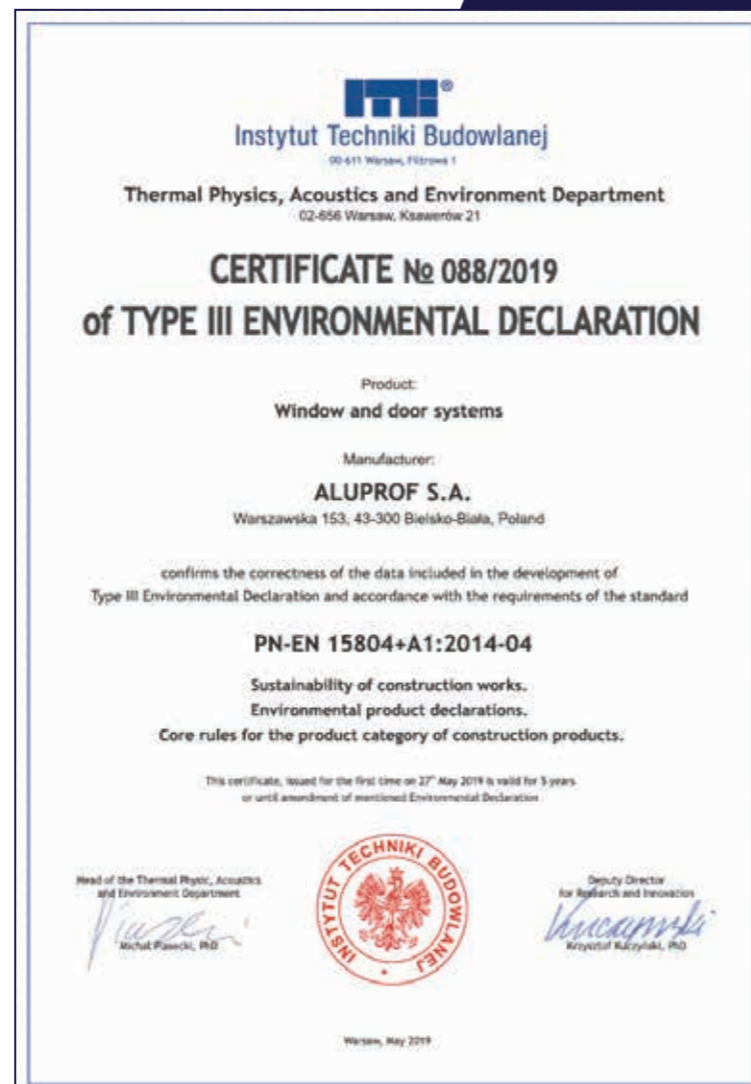 ITB®
Instytut Techniki Budowlanej
00-611 Warsaw, Filtrowa 1
Thermal Physics, Acoustics and Environment Department
02-656 Warsaw, Ksawerów 21
CERTIFICATE № 088/2019
of TYPE III ENVIRONMENTAL DECLARATION
Product:
Window and door systems
Manufacturer:
ALUPROF S.A.
Warszawska 153, 43-300 Bielsko-Biała, Poland
confirms the correctness of the data included in the development of
Type III Environmental Declaration and accordance with the requirements of the standard
PN-EN 15804+A1:2014-04
Sustainability of construction works.
Environmental product declarations.
Core rules for the product category of construction products.
This certificate, issued for the first time on 27th May 2019 is valid for 5 years
or until amendment of mentioned Environmental Declaration
Head of the Thermal Physic, Acoustics
and Environment Department
Michał Piasecki, PhD
INSTYTUT TECHNIKI BUDOWLANEJ
Deputy Director
for Research and Innovation
Krzysztof Kuczyński, PhD
Warsaw, May 2019